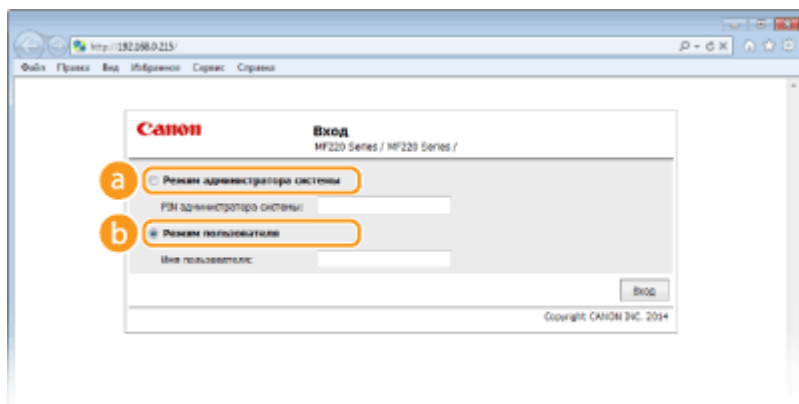 http://192.168.0.215/
Файл Правка Вид Избранное Сервис Справка
Canon
Вход
MF220 Series / MF220 Series /
a
Режим администратора системы
PIN администратора системы:
b
Режим пользователя
Имя пользователя:
Вход
Copyright CANON INC. 2014